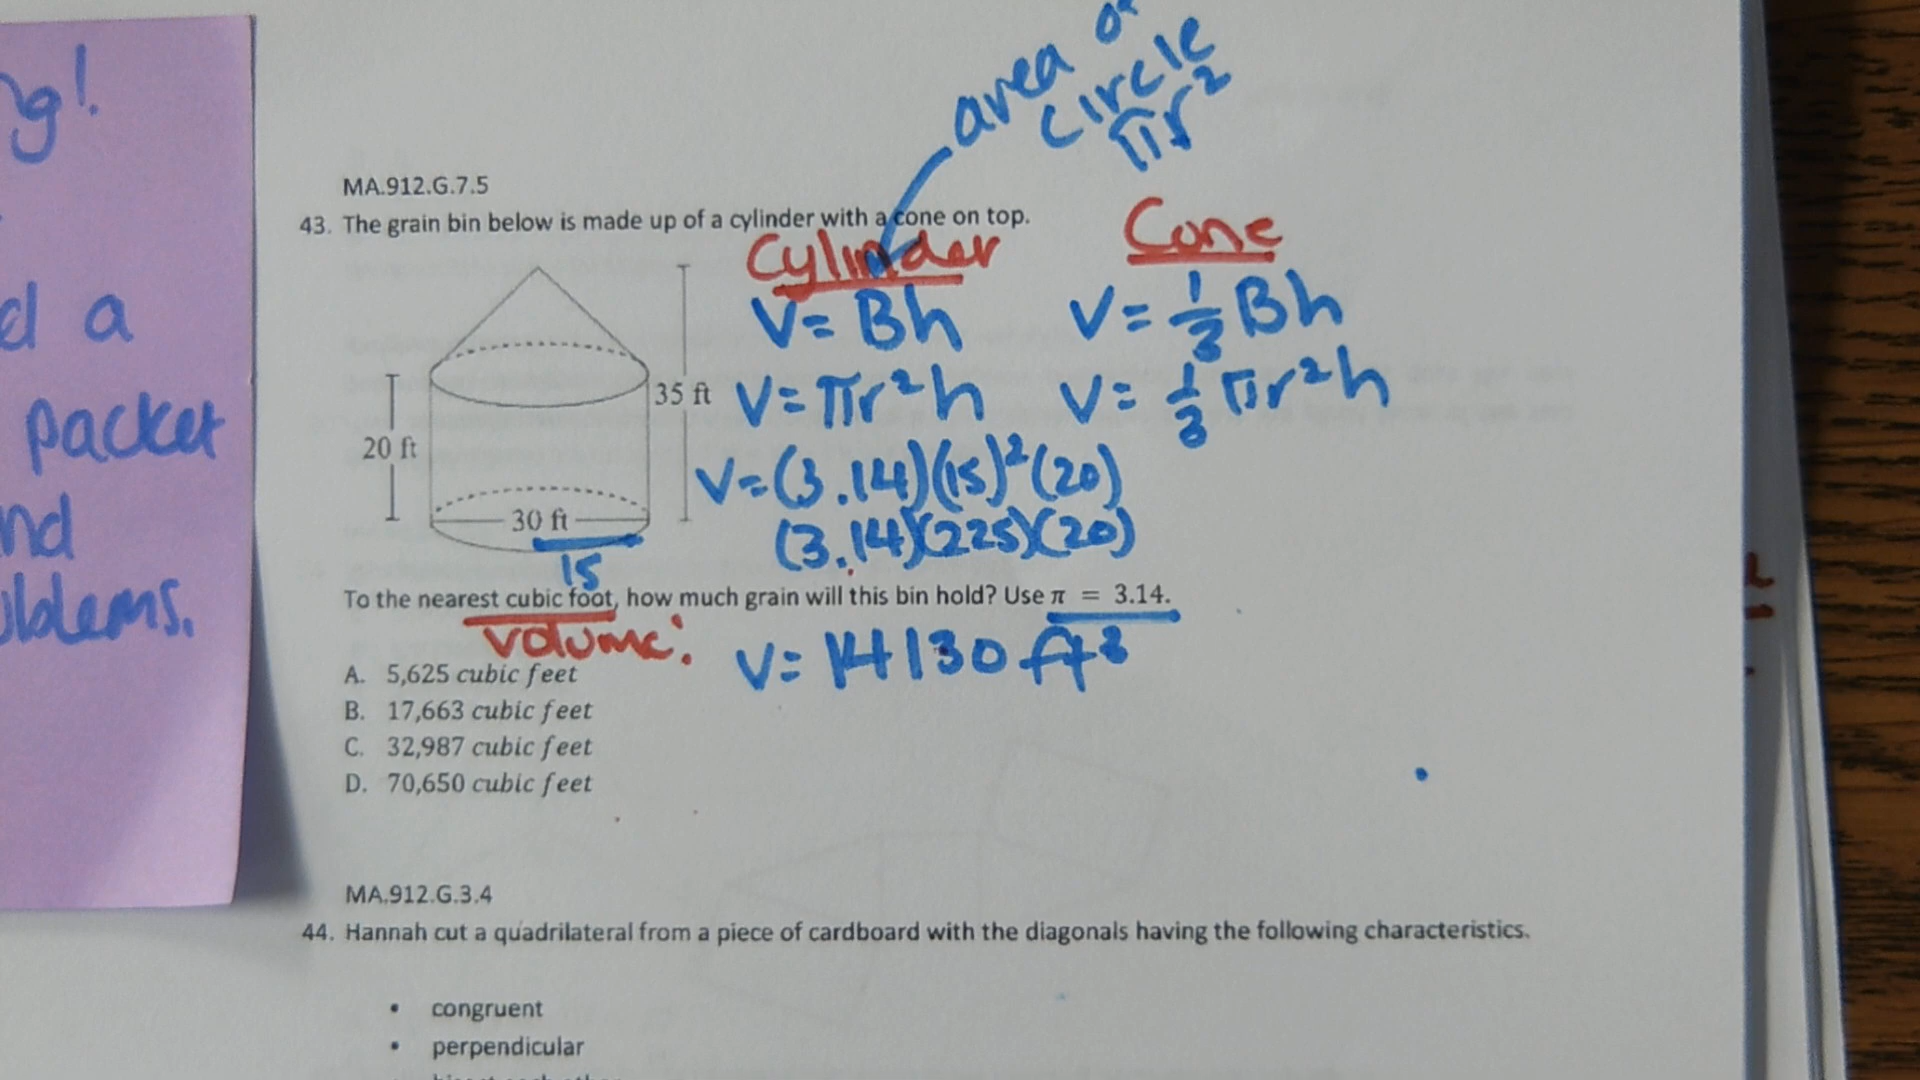 g!
d a
packet
nd
area of
circle
πr²
MA.912.G.7.5
43. The grain bin below is made up of a cylinder with a cone on top.
Cylinder
V= Bh
V= πr²h
V=(3.14)(15)²(20)
(3.14)(225)(20)
Cone
V= 1/3 Bh
V= 1/3 πr²h
35 ft
20 ft
30 ft
15
To the nearest cubic foot, how much grain will this bin hold? Use π = 3.14.
volume:
V= 14130 ft³
A. 5,625 cubic feet
B. 17,663 cubic feet
C. 32,987 cubic feet
D. 70,650 cubic feet
MA.912.G.3.4
44. Hannah cut a quadrilateral from a piece of cardboard with the diagonals having the following characteristics.
• congruent
• perpendicular